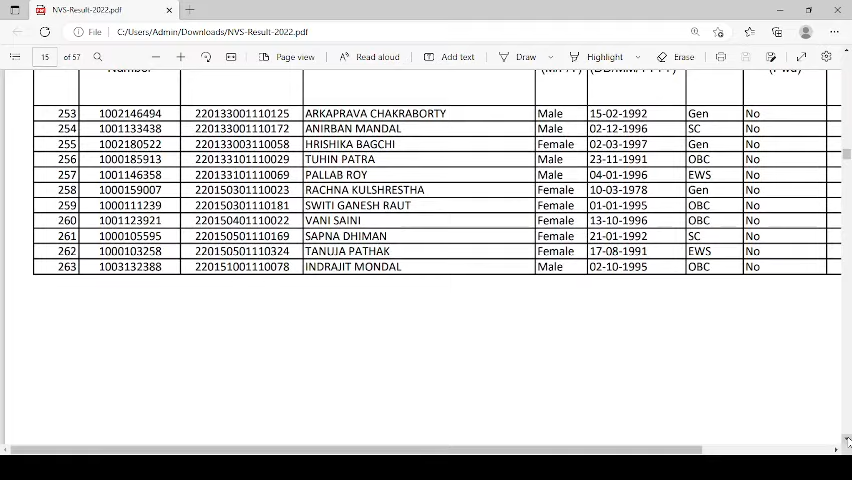 NVS-Result-2022.pdf
File C:/Users/Admin/Downloads/NVS-Result-2022.pdf
15 of 57 Page view Read aloud Add text Draw Highlight Erase
Number (M/F/T) (DD/MM/YYYY) (Pwd)
253 1002146494 220133001110125 ARKAPRAVA CHAKRABORTY Male 15-02-1992 Gen No
254 1001133438 220133001110172 ANIRBAN MANDAL Male 02-12-1996 SC No
255 1002180522 220133003110058 HRISHIKA BAGCHI Female 02-03-1997 Gen No
256 1000185913 220133101110029 TUHIN PATRA Male 23-11-1991 OBC No
257 1001146358 220133101110069 PALLAB ROY Male 04-01-1996 EWS No
258 1000159007 220150301110023 RACHNA KULSHRESTHA Female 10-03-1978 Gen No
259 1000111239 220150301110181 SWITI GANESH RAUT Female 01-01-1995 OBC No
260 1001123921 220150401110022 VANI SAINI Female 13-10-1996 OBC No
261 1000105595 220150501110169 SAPNA DHIMAN Female 21-01-1992 SC No
262 1000103258 220150501110324 TANUJA PATHAK Female 17-08-1991 EWS No
263 1003132388 220151001110078 INDRAJIT MONDAL Male 02-10-1995 OBC No